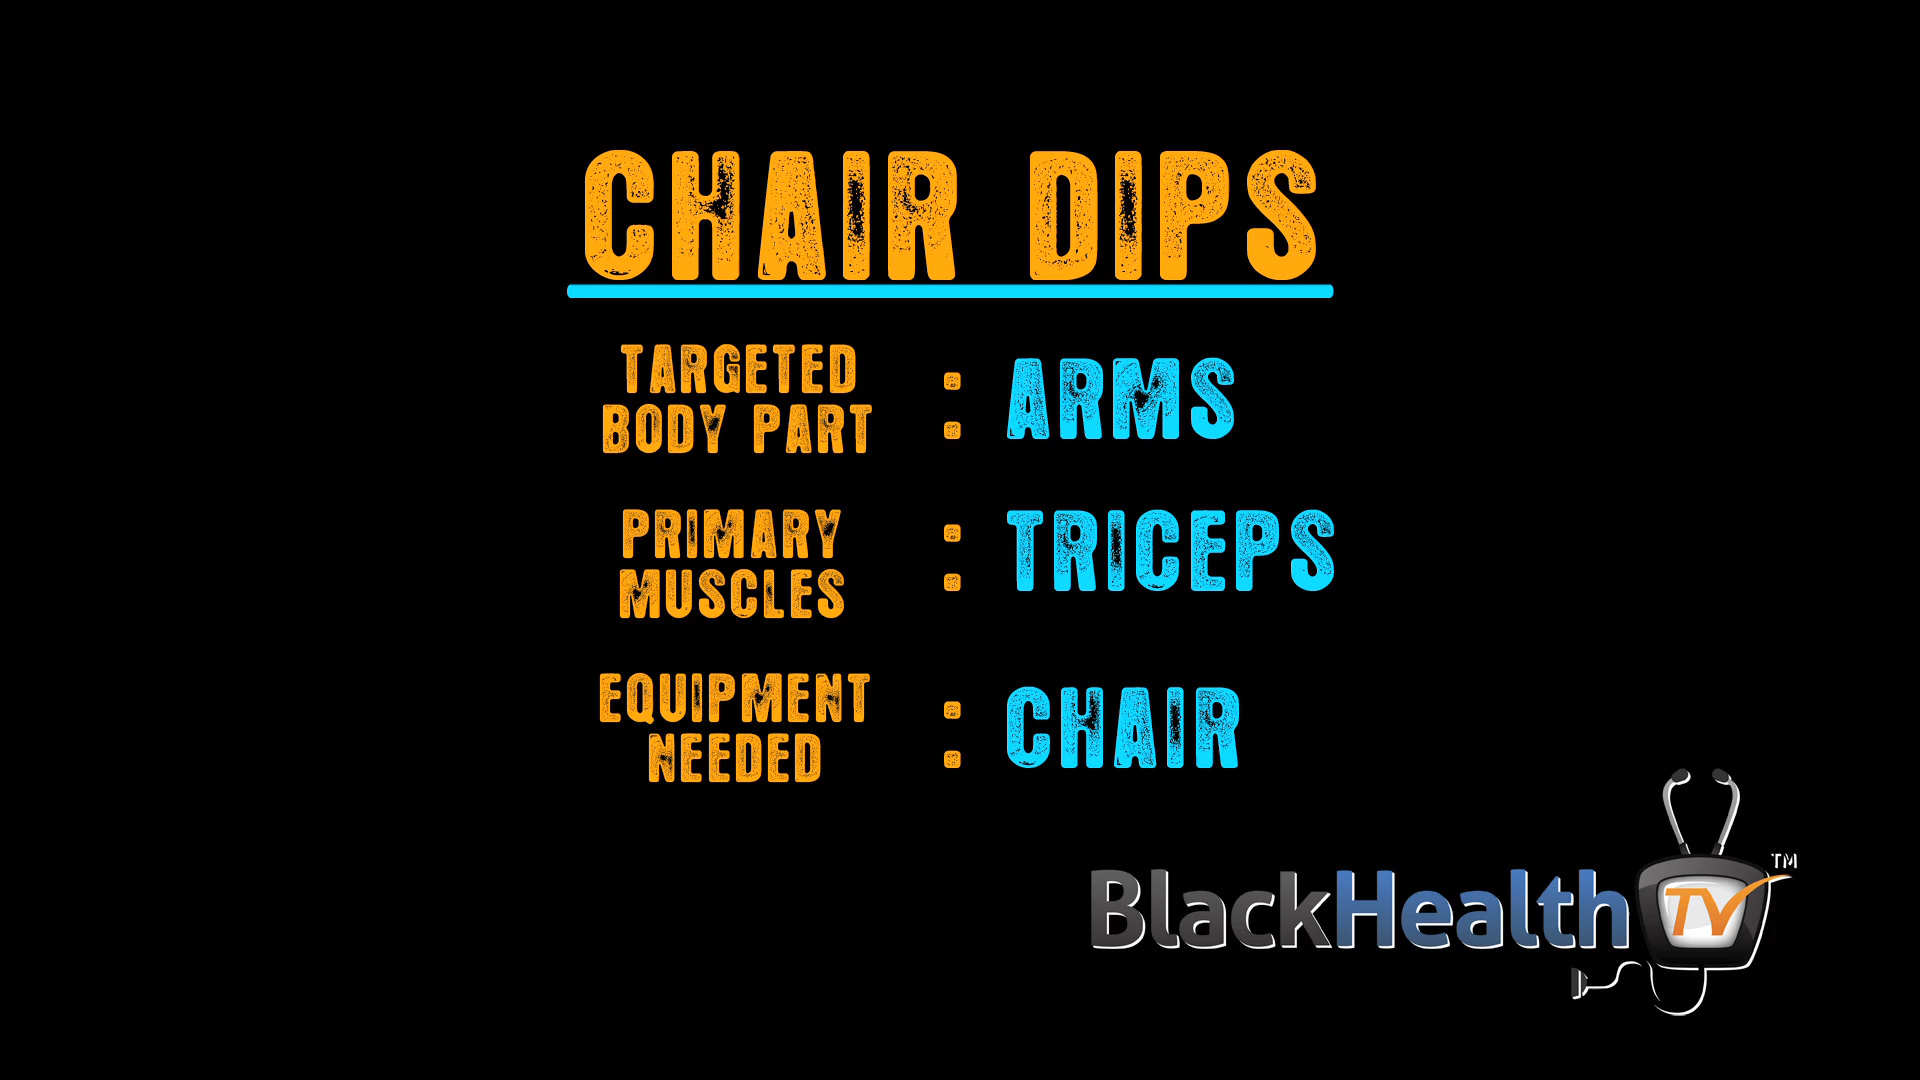 CHAIR DIPS
TARGETED
BODY PART : ARMS
PRIMARY
MUSCLES : TRICEPS
EQUIPMENT
NEEDED : CHAIR
BlackHealth TV ™